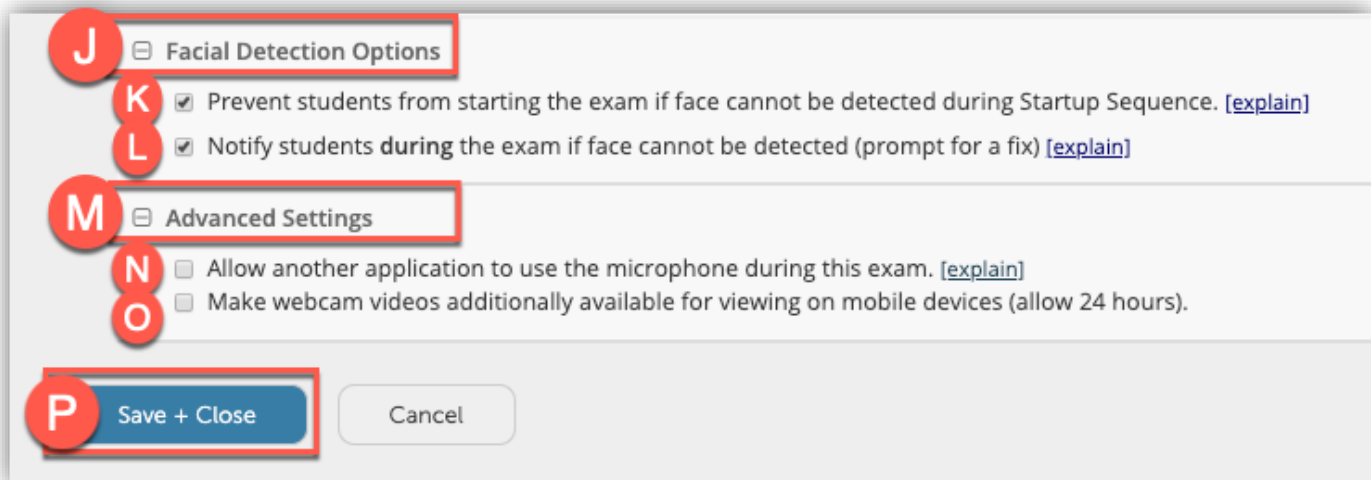 J Facial Detection Options
K Prevent students from starting the exam if face cannot be detected during Startup Sequence. [explain]
L Notify students during the exam if face cannot be detected (prompt for a fix) [explain]
M Advanced Settings
N Allow another application to use the microphone during this exam. [explain]
O Make webcam videos additionally available for viewing on mobile devices (allow 24 hours).
P Save + Close Cancel